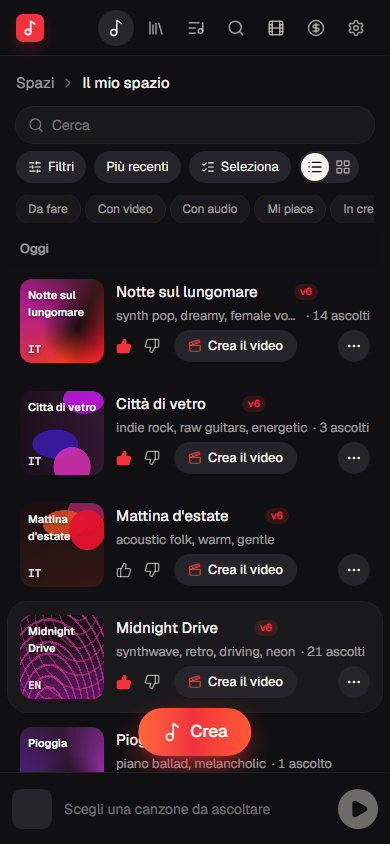 Spazi > Il mio spazio
Cerca
Filtri
Più recenti
Seleziona
Da fare
Con video
Con audio
Mi piace
In cre
Oggi
Notte sul
lungomare
IT
Notte sul lungomare
v6
synth pop, dreamy, female vo... · 14 ascolti
Crea il video
Città di vetro
IT
Città di vetro
v6
indie rock, raw guitars, energetic · 3 ascolti
Crea il video
Mattina
d'estate
IT
Mattina d'estate
v6
acoustic folk, warm, gentle
Crea il video
Midnight
Drive
EN
Midnight Drive
v6
synthwave, retro, driving, neon · 21 ascolti
Crea il video
Pioggia
piano ballad, melancholic · 1 ascolto
Crea
Scegli una canzone da ascoltare